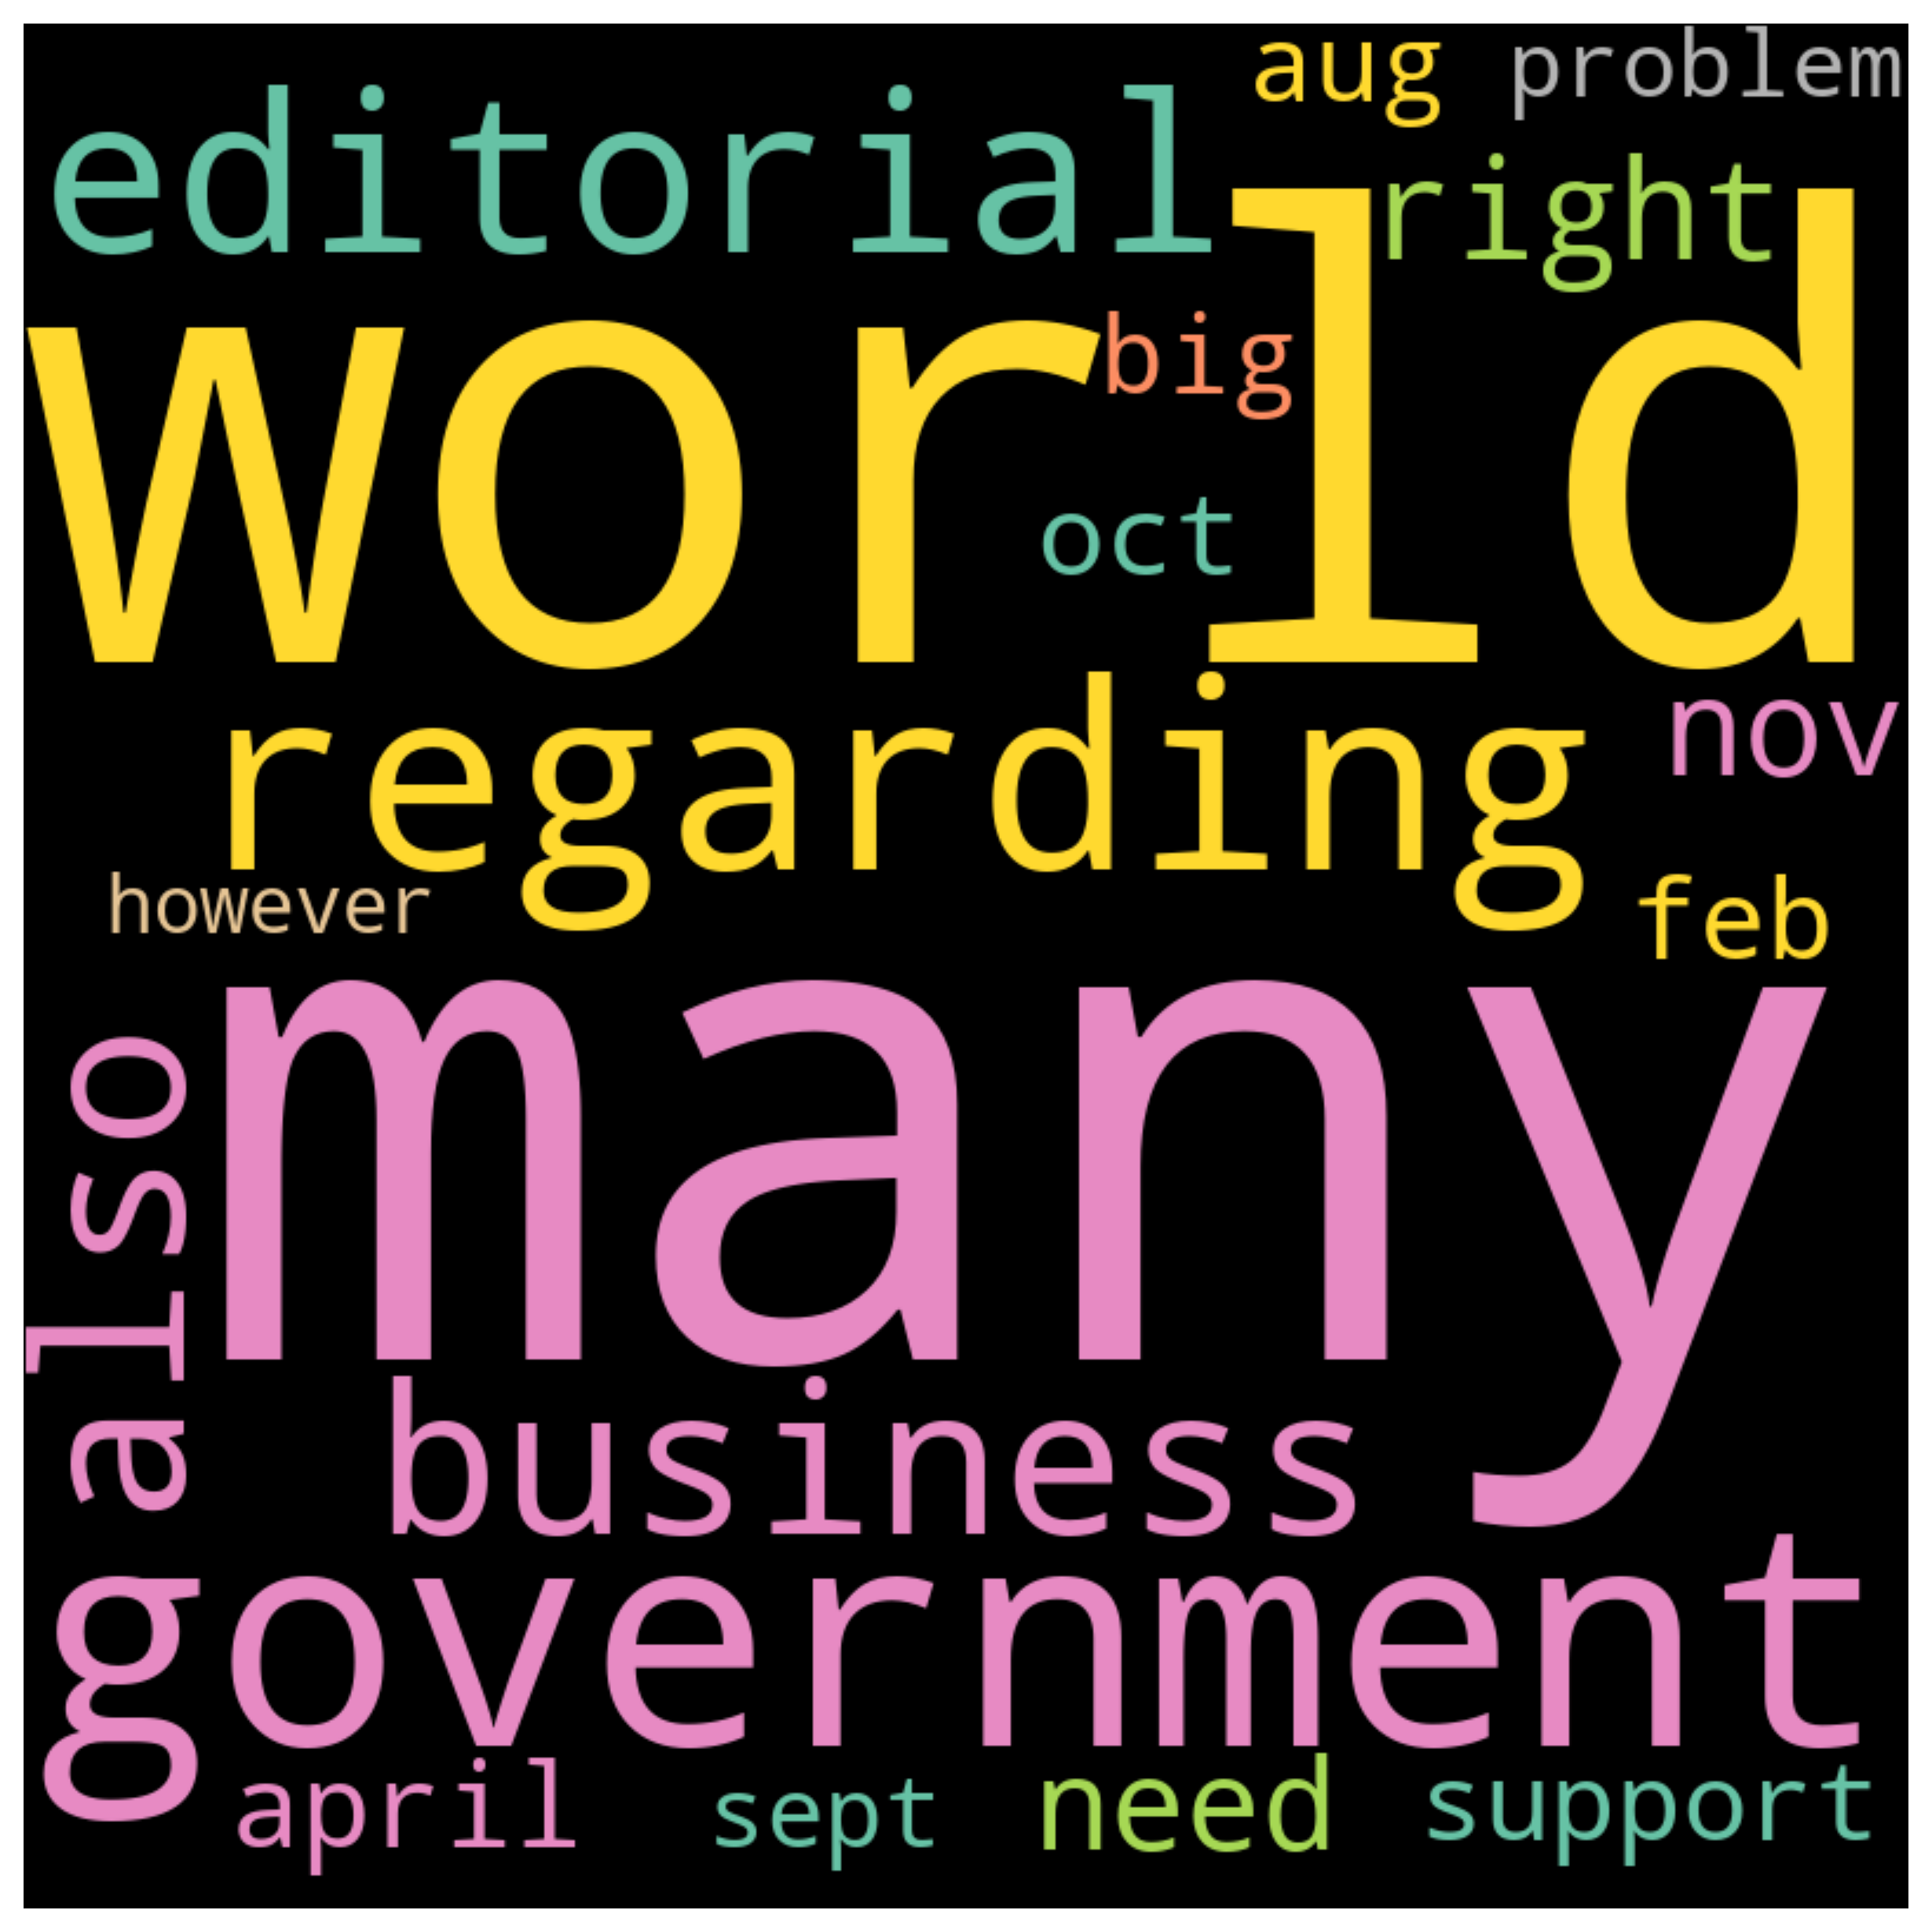 aug problem
editorial
right
world
big
oct
regarding
nov
however
feb
many
also
business
government
april sept need support